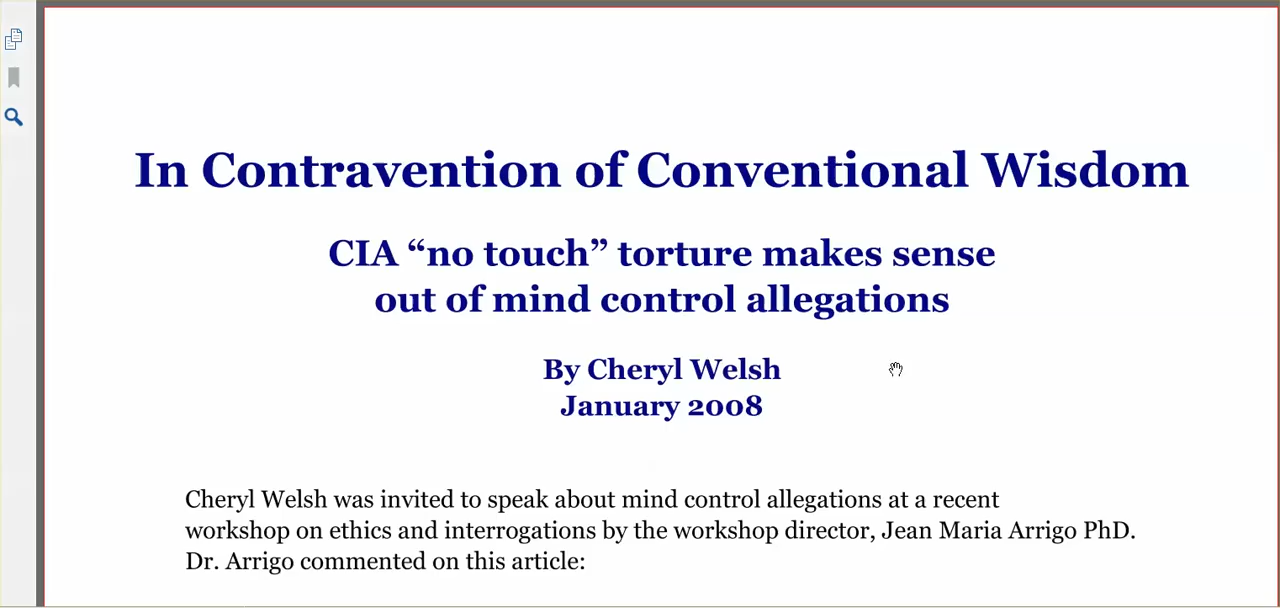 In Contravention of Conventional Wisdom
CIA “no touch” torture makes sense
out of mind control allegations
By Cheryl Welsh
January 2008
Cheryl Welsh was invited to speak about mind control allegations at a recent
workshop on ethics and interrogations by the workshop director, Jean Maria Arrigo PhD.
Dr. Arrigo commented on this article: